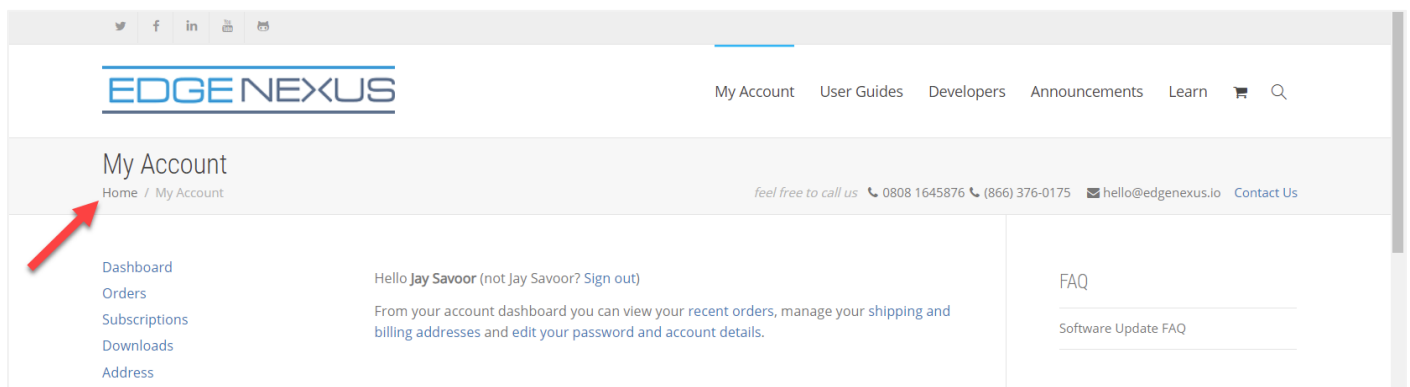 EDGENEXUS
My Account User Guides Developers Announcements Learn
My Account
Home / My Account
feel free to call us 0808 1645876 (866) 376-0175 hello@edgenexus.io Contact Us
Dashboard
Orders
Subscriptions
Downloads
Address
Hello Jay Savoor (not Jay Savoor? Sign out)
From your account dashboard you can view your recent orders, manage your shipping and
billing addresses and edit your password and account details.
FAQ
Software Update FAQ